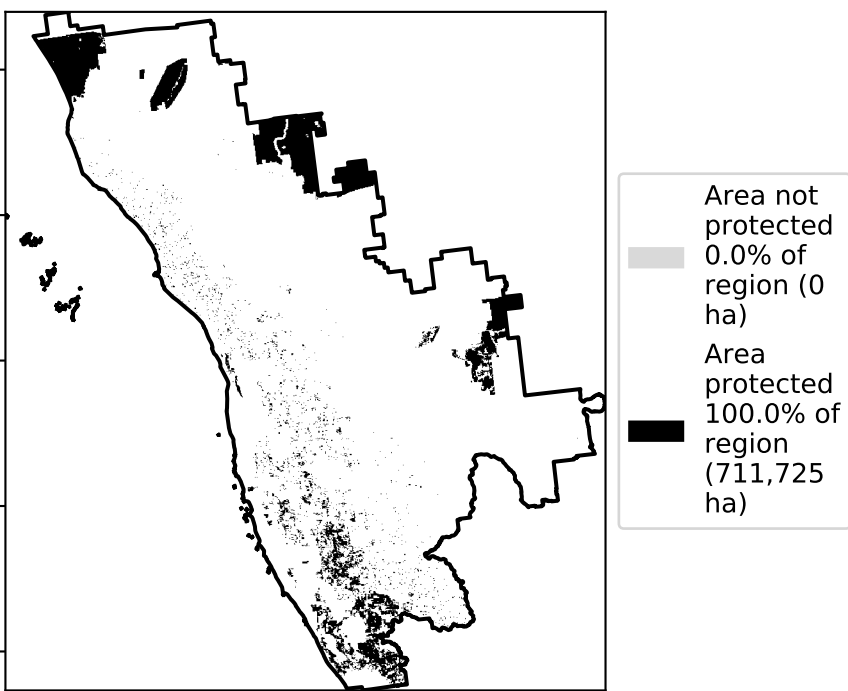 Area not
protected
0.0% of
region (0
ha)
Area
protected
100.0% of
region
(711,725
ha)